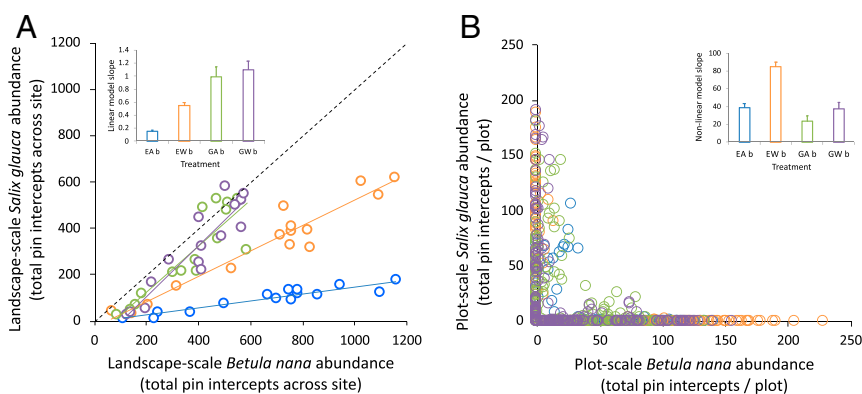 A
Landscape-scale Salix glauca abundance
(total pin intercepts across site)
1200
1000
800
600
400
200
0
0 200 400 600 800 1000 1200
Landscape-scale Betula nana abundance
(total pin intercepts across site)
Linear model slope
1.4
1.2
1
0.8
0.6
0.4
0.2
0
EA b EW b GA b GW b
Treatment
B
Plot-scale Salix glauca abundance
(total pin intercepts / plot)
250
200
150
100
50
0
0 50 100 150 200 250
Plot-scale Betula nana abundance
(total pin intercepts / plot)
Non-linear model slope
100
80
60
40
20
0
EA b EW b GA b GW b
Treatment